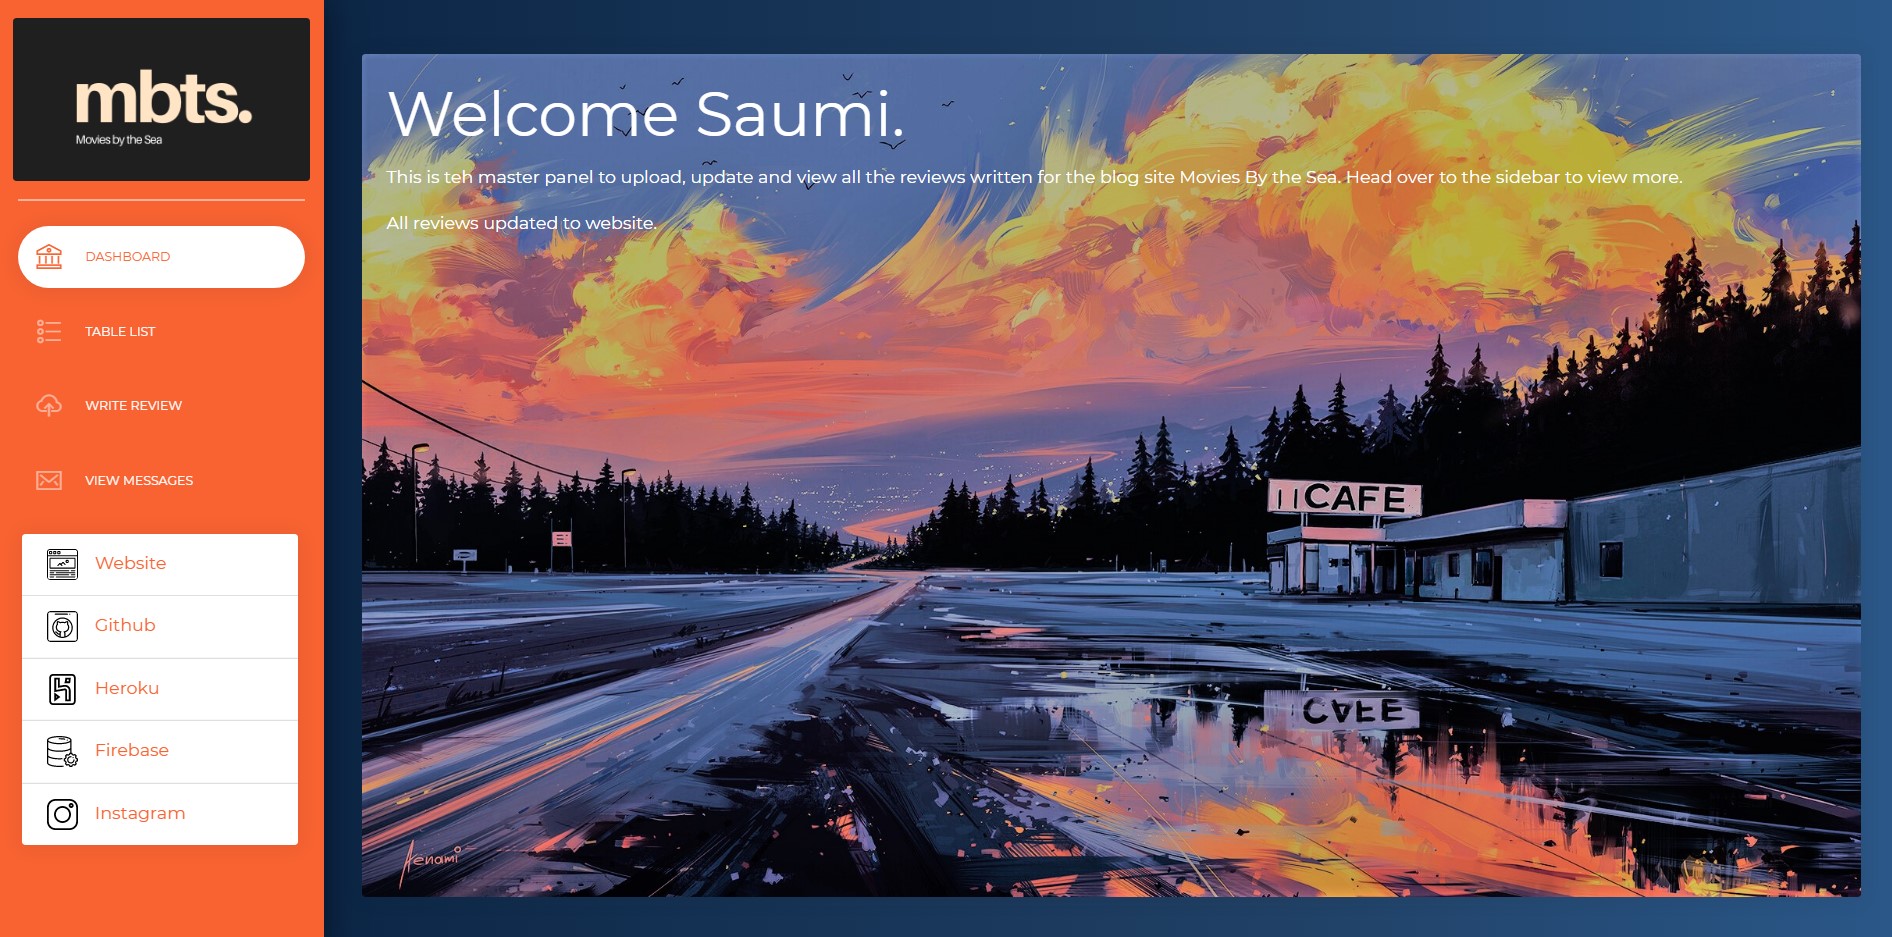 mbts.
Movies by the Sea
DASHBOARD
TABLE LIST
WRITE REVIEW
VIEW MESSAGES
Website
Github
Heroku
Firebase
Instagram
Welcome Saumi.
This is teh master panel to upload, update and view all the reviews written for the blog site Movies By the Sea. Head over to the sidebar to view more.
All reviews updated to website.
CAFE
CAFE
Aenami